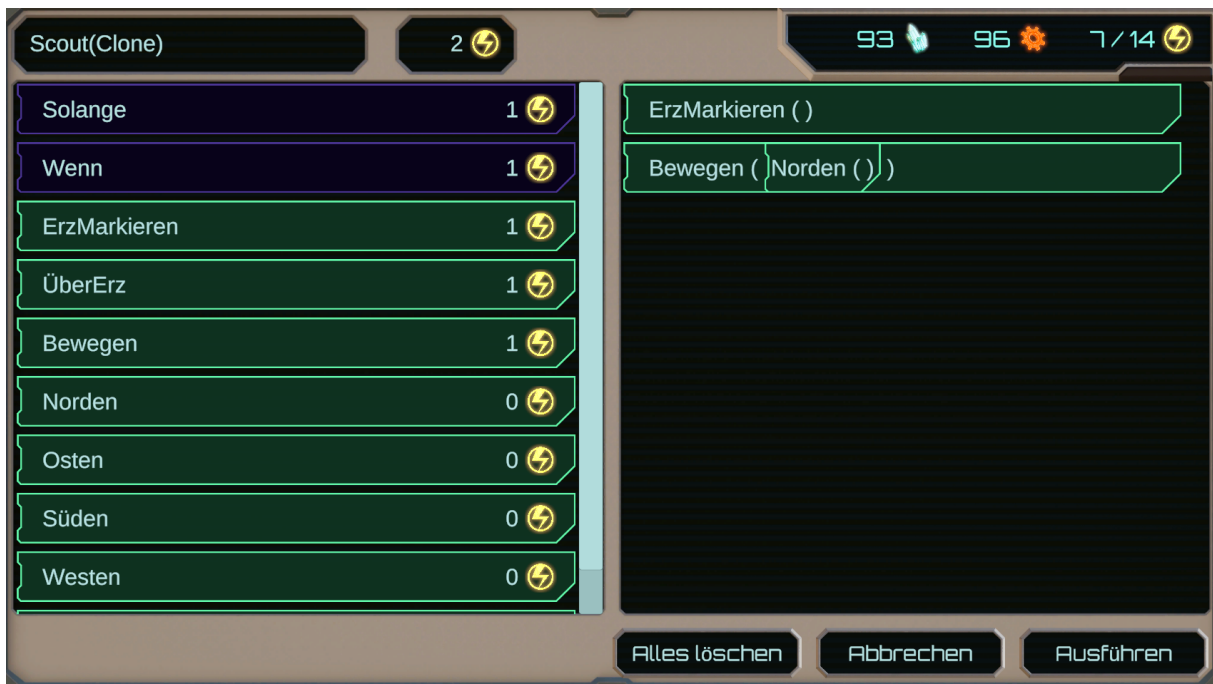 Scout(Clone) 2 93 96 7/14
Solange 1
Wenn 1
ErzMarkieren 1
ÜberErz 1
Bewegen 1
Norden 0
Osten 0
Süden 0
Westen 0
ErzMarkieren ( )
Bewegen ( Norden ( ) )
Alles löschen Abbrechen Ausführen